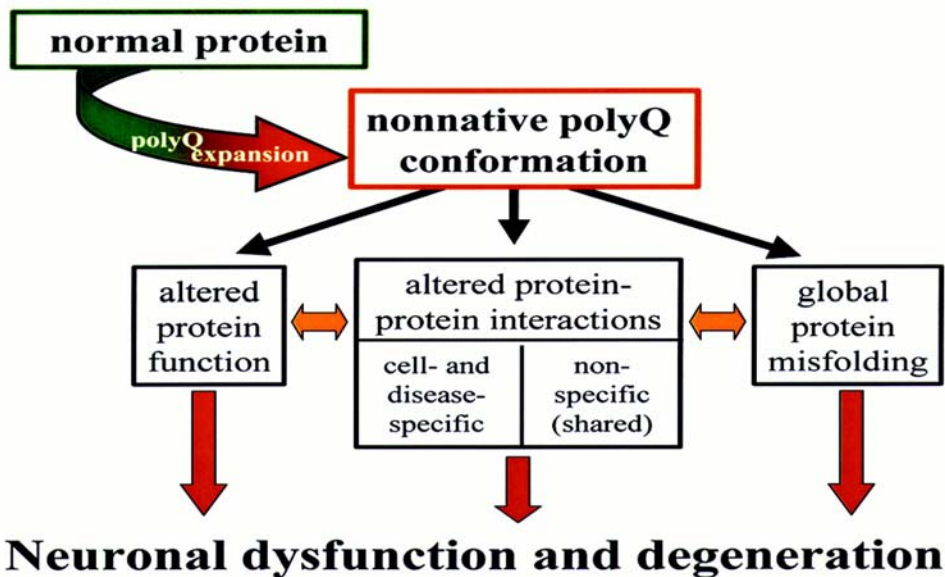 normal protein
polyQ
expansion
nonnative polyQ
conformation
altered
protein
function
altered protein-
protein interactions
cell- and
disease-
specific
non-
specific
(shared)
global
protein
misfolding
Neuronal dysfunction and degeneration